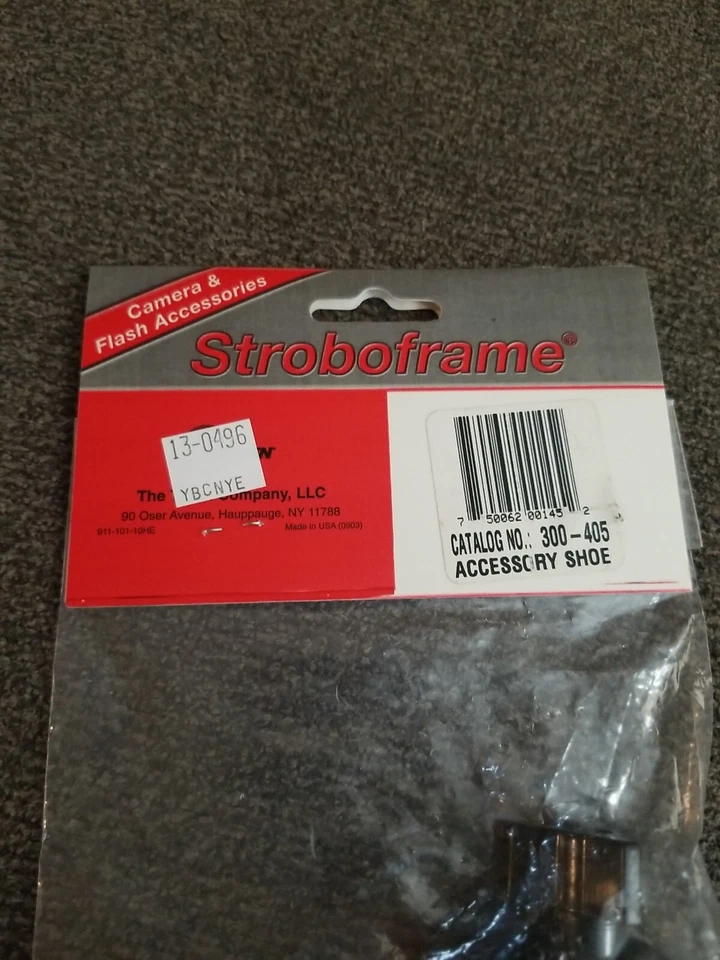 Camera &
Flash Accessories
Stroboframe®
13-0496
YBCNYE
The Company, LLC
90 Oser Avenue, Hauppauge, NY 11788
911-101-10HE
Made in USA (0903)
7 50062 00145 2
CATALOG NO.: 300-405
ACCESSORY SHOE